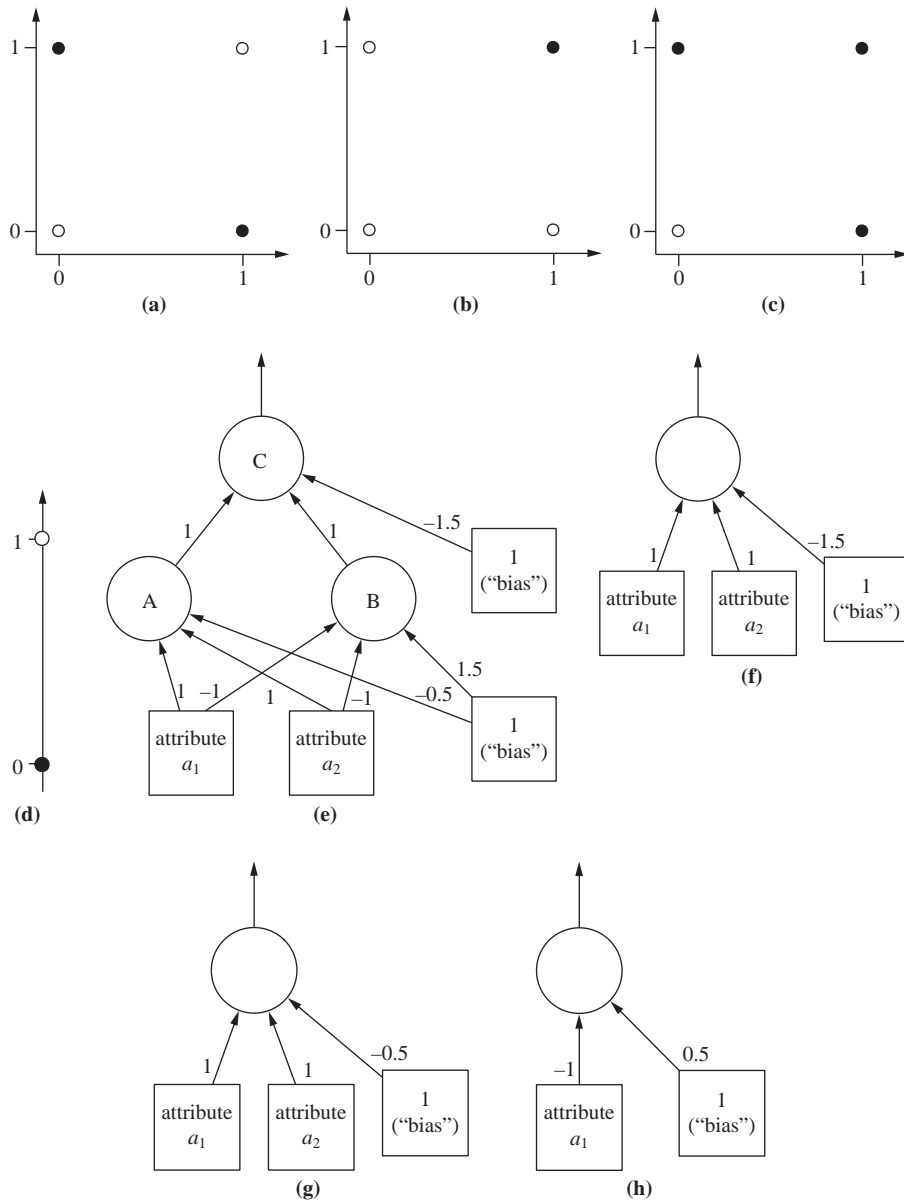 1
0
0
1
(a)
1
0
0
1
(b)
1
0
0
1
(c)
C
1
1
–1.5
1
(“bias”)
A
B
1
–1
1
–1
–0.5
1.5
attribute
a1
attribute
a2
1
(“bias”)
1
0
(d)
(e)
1
1
–1.5
attribute
a1
attribute
a2
1
(“bias”)
(f)
1
1
–0.5
attribute
a1
attribute
a2
1
(“bias”)
(g)
–1
0.5
attribute
a1
1
(“bias”)
(h)